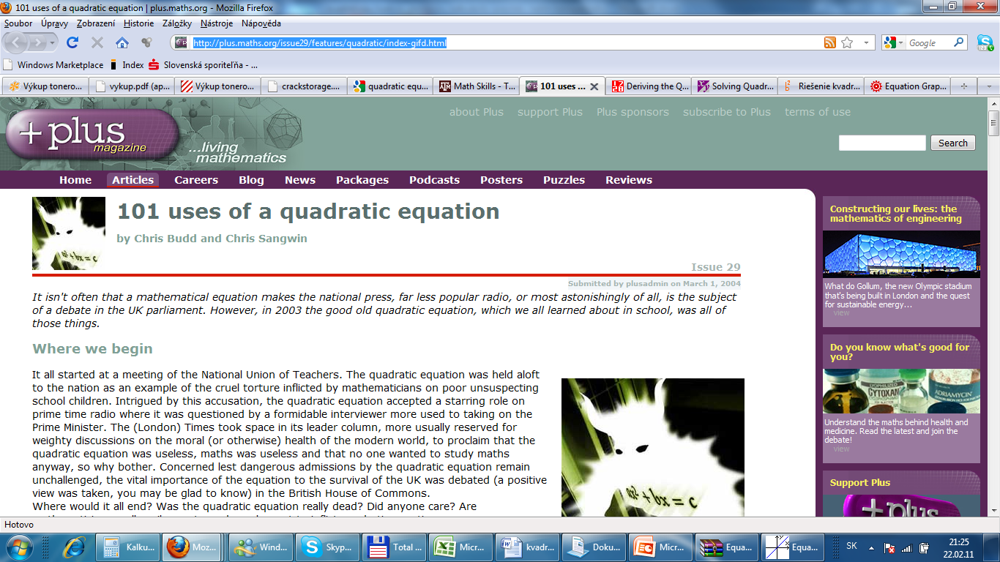 101 uses of a quadratic equation | plus.maths.org - Mozilla Firefox
Soubor Úpravy Zobrazení Historie Záložky Nástroje Nápověda
http://plus.maths.org/issue29/features/quadratic/index-gifd.html
Google
Windows Marketplace Index Slovenská sporiteľňa - ...
Výkup tonero... vykup.pdf (ap... Výkup tonero... crackstorage.... quadratic equ... Math Skills - T... 101 uses ... Deriving the Q... Solving Quadr... Riešenie kvadr... Equation Grap...
about Plus support Plus Plus sponsors subscribe to Plus terms of use
+plus
magazine
...living
mathematics
Search
Home Articles Careers Blog News Packages Podcasts Posters Puzzles Reviews
101 uses of a quadratic equation
by Chris Budd and Chris Sangwin
ax² + bx = c
Issue 29
Submitted by plusadmin on March 1, 2004
It isn't often that a mathematical equation makes the national press, far less popular radio, or most astonishingly of all, is the subject
of a debate in the UK parliament. However, in 2003 the good old quadratic equation, which we all learned about in school, was all of
those things.
Where we begin
It all started at a meeting of the National Union of Teachers. The quadratic equation was held aloft
to the nation as an example of the cruel torture inflicted by mathematicians on poor unsuspecting
school children. Intrigued by this accusation, the quadratic equation accepted a starring role on
prime time radio where it was questioned by a formidable interviewer more used to taking on the
Prime Minister. The (London) Times took space in its leader column, more usually reserved for
weighty discussions on the moral (or otherwise) health of the modern world, to proclaim that the
quadratic equation was useless, maths was useless and that no one wanted to study maths
anyway, so why bother. Concerned lest dangerous admissions by the quadratic equation remain
unchallenged, the vital importance of the equation to the survival of the UK was debated (a positive
view was taken, you may be glad to know) in the British House of Commons.
Where would it all end? Was the quadratic equation really dead? Did anyone care? Are
ax² + bx = c
Constructing our lives: the
mathematics of engineering
What do Gollum, the new Olympic stadium
that's being built in London and the quest
for sustainable energy...
view
Do you know what's good for
you?
CYTOXAN
ADRIAMYCIN
Understand the maths behind health and
medicine. Read the latest and join the
debate!
view
Support Plus
+plus
Hotovo
Kalku... Moz... Wind... Skyp... Total ... Micr... kvadr... Doku... Micr... Equa... Equa...
SK
21:25
22.02.11